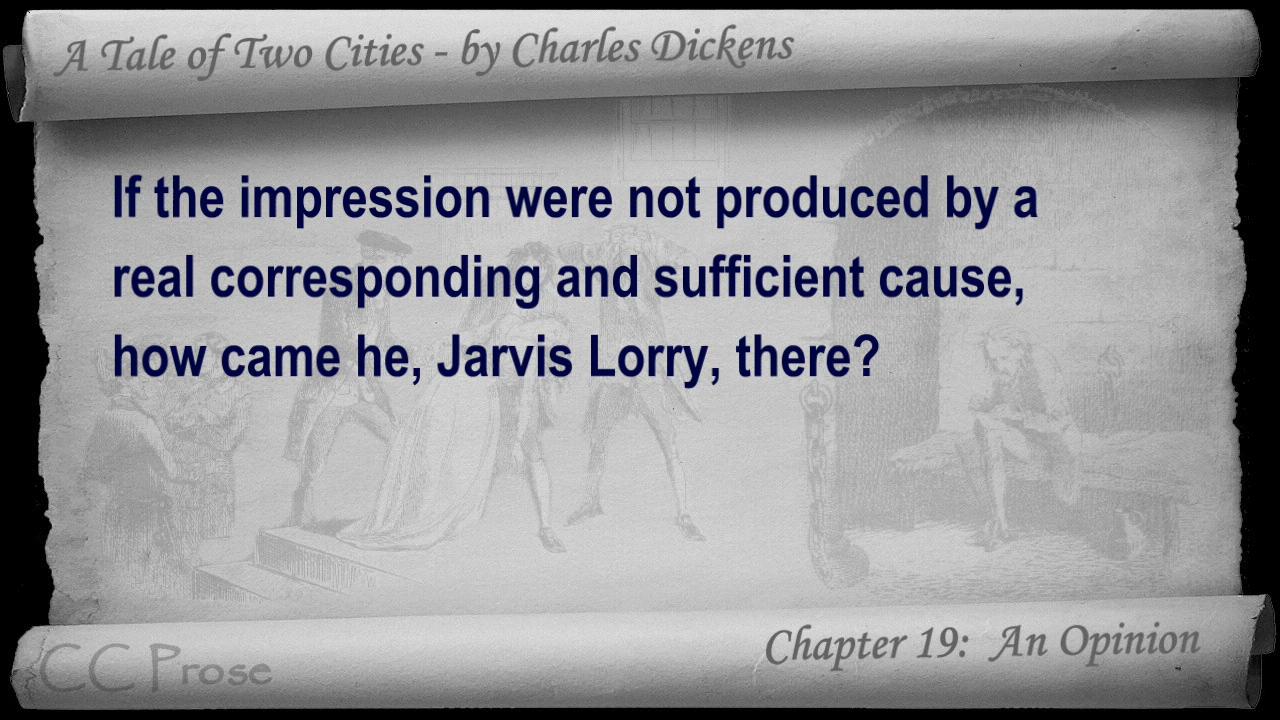 A Tale of Two Cities - by Charles Dickens
If the impression were not produced by a
real corresponding and sufficient cause,
how came he, Jarvis Lorry, there?
Chapter 19: An Opinion
CC Prose